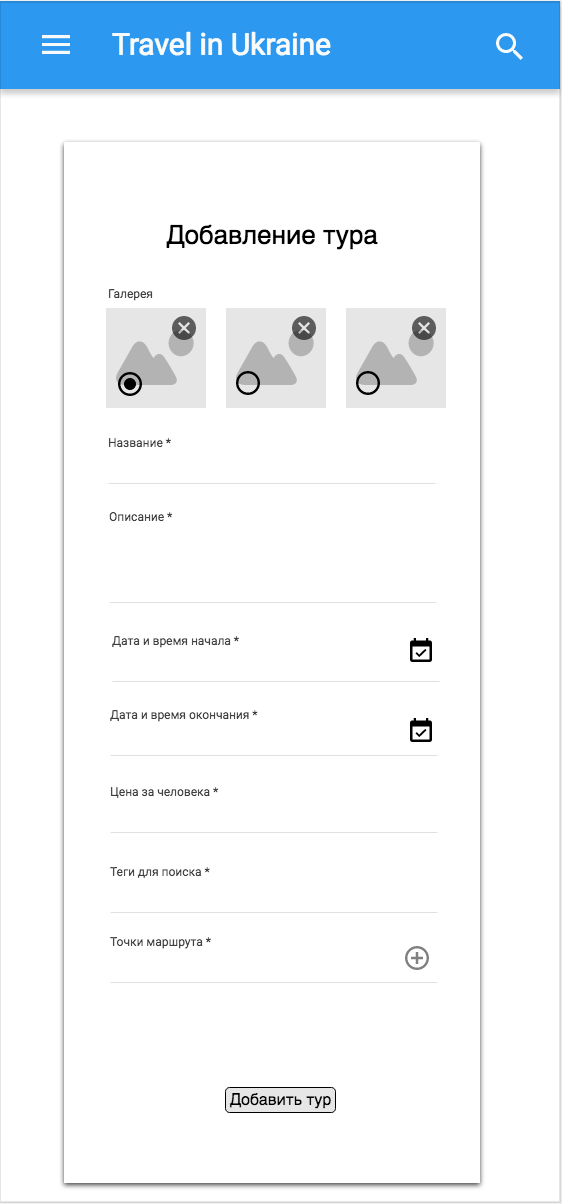 Travel in Ukraine
Добавление тура
Галерея
Название *
Описание *
Дата и время начала *
Дата и время окончания *
Цена за человека *
Теги для поиска *
Точки маршрута *
Добавить тур